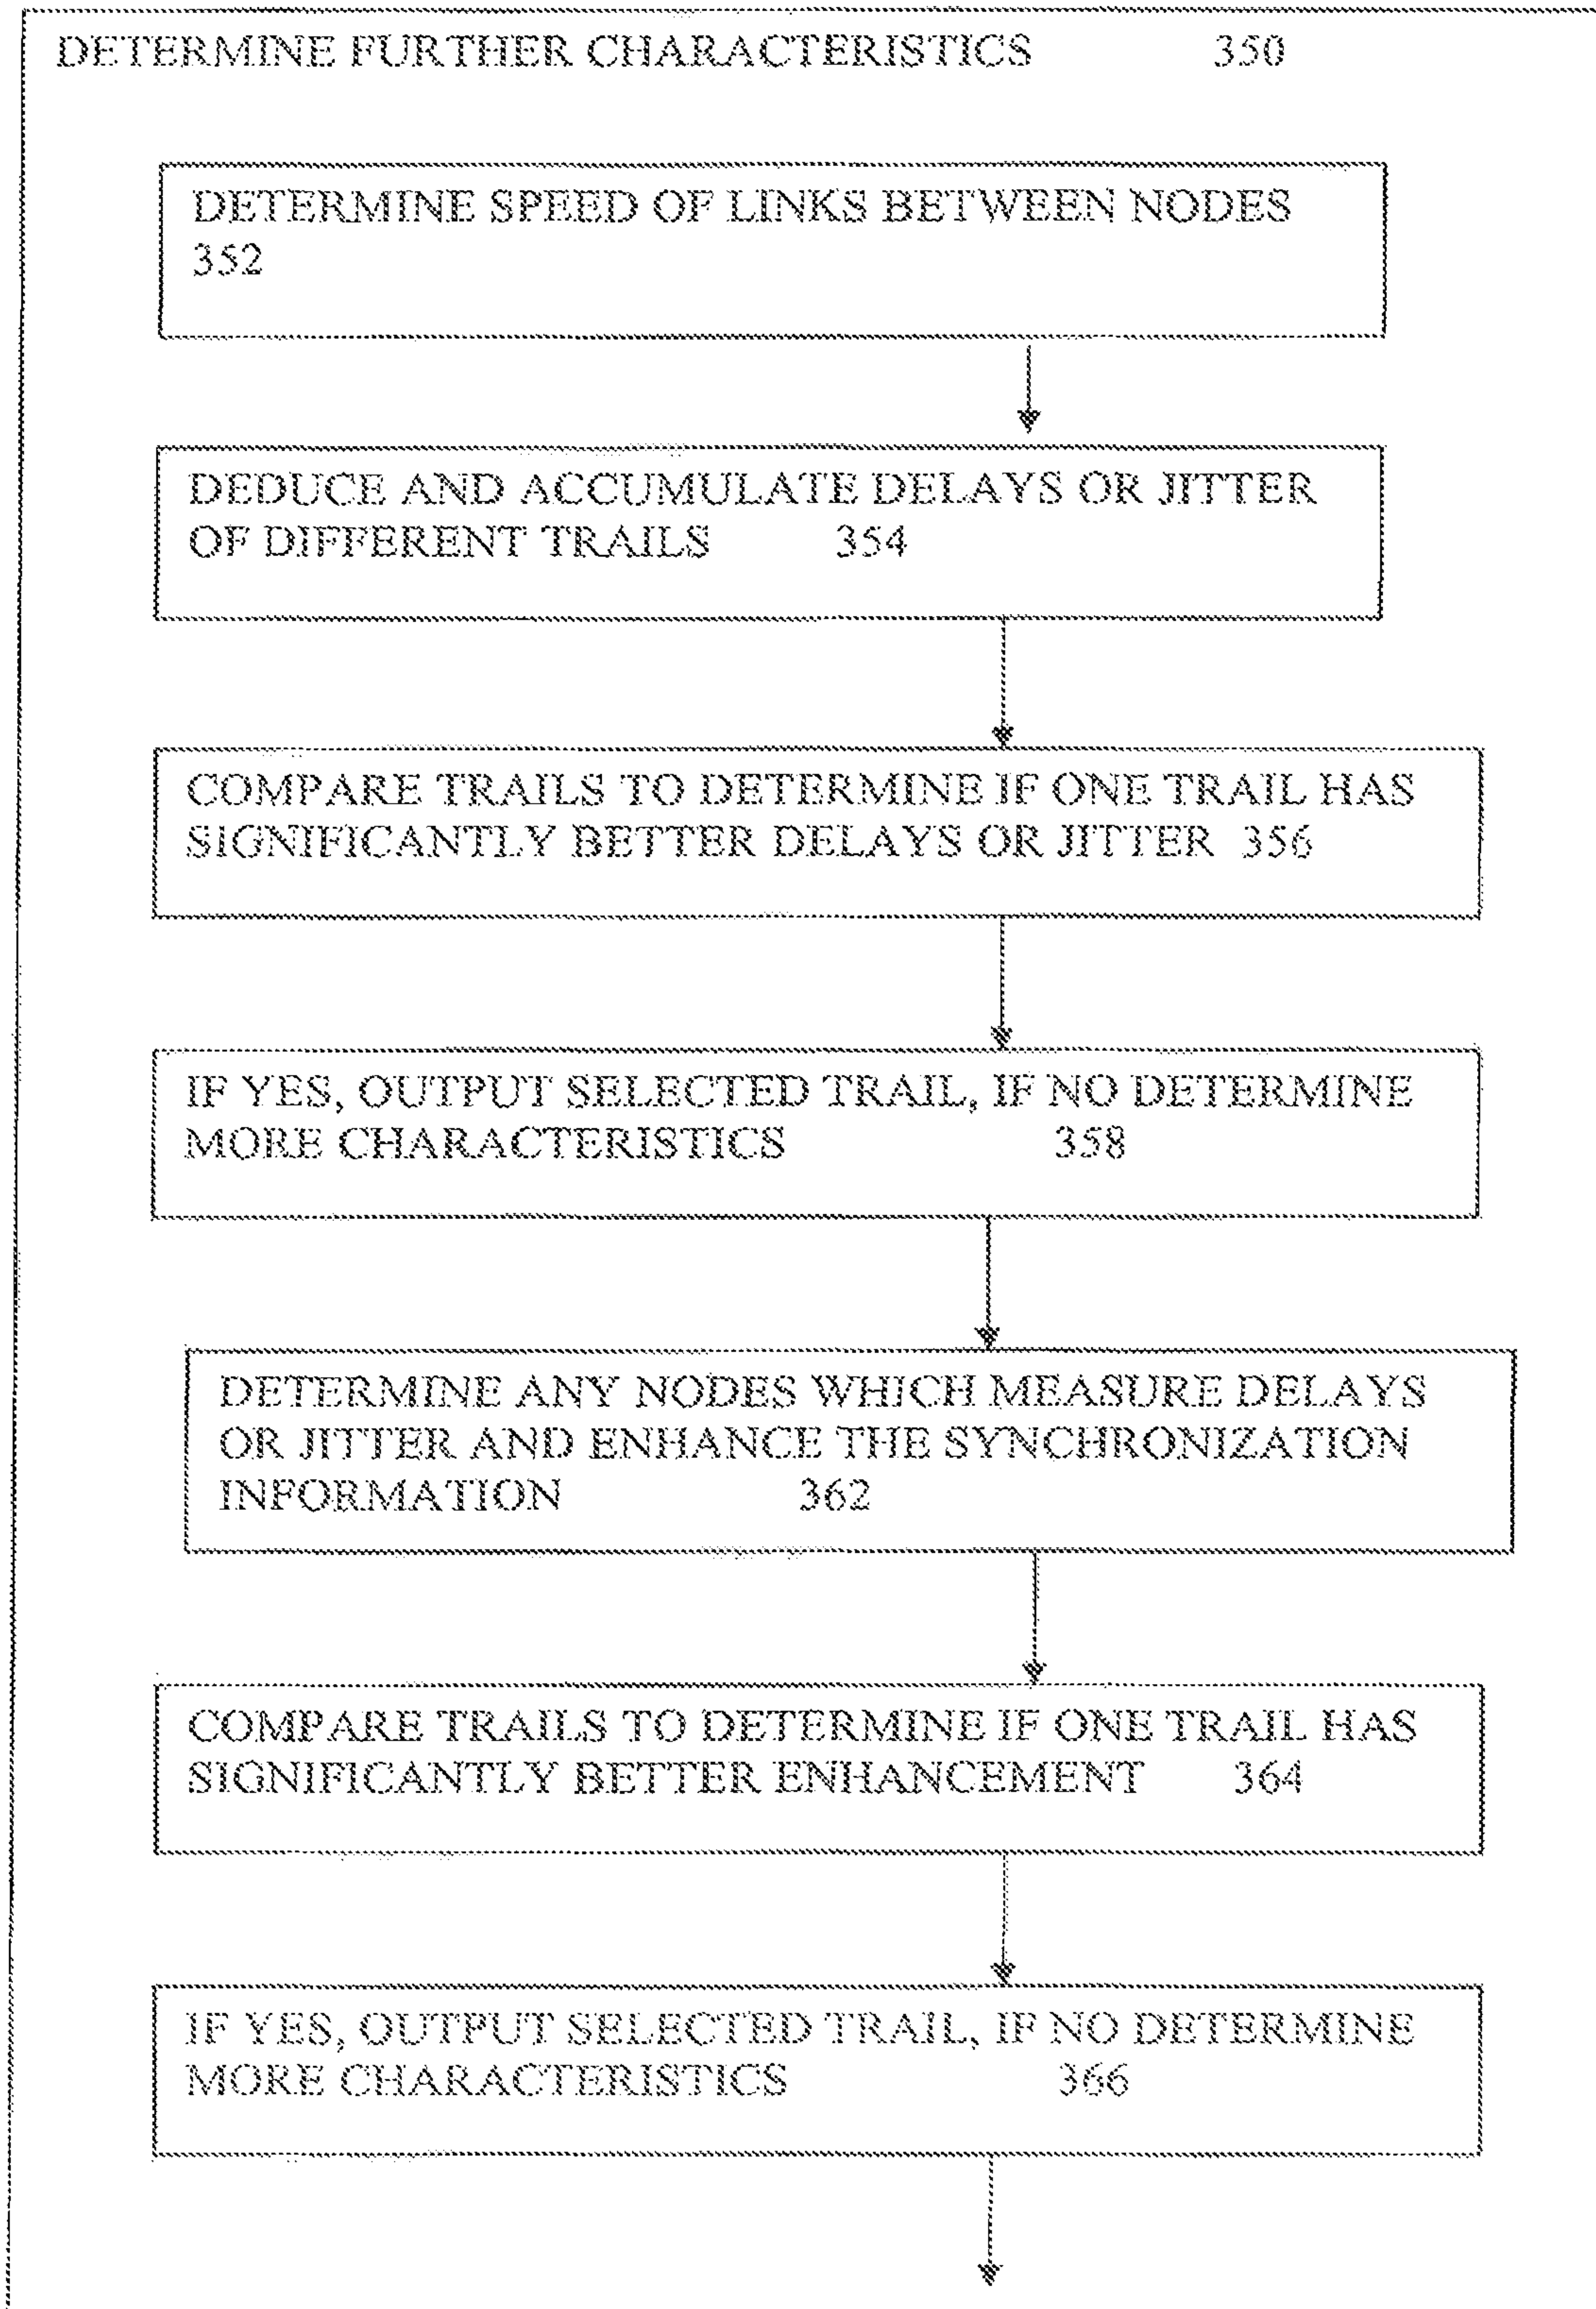 DETERMINE FURTHER CHARACTERISTICS 350
DETERMINE SPEED OF LINKS BETWEEN NODES
352
DEDUCE AND ACCUMULATE DELAYS OR JITTER
OF DIFFERENT TRAILS 354
COMPARE TRAILS TO DETERMINE IF ONE TRAIL HAS
SIGNIFICANTLY BETTER DELAYS OR JITTER 356
IF YES, OUTPUT SELECTED TRAIL, IF NO DETERMINE
MORE CHARACTERISTICS 358
DETERMINE ANY NODES WHICH MEASURE DELAYS
OR JITTER AND ENHANCE THE SYNCHRONIZATION
INFORMATION 362
COMPARE TRAILS TO DETERMINE IF ONE TRAIL HAS
SIGNIFICANTLY BETTER ENHANCEMENT 364
IF YES, OUTPUT SELECTED TRAIL, IF NO DETERMINE
MORE CHARACTERISTICS 366